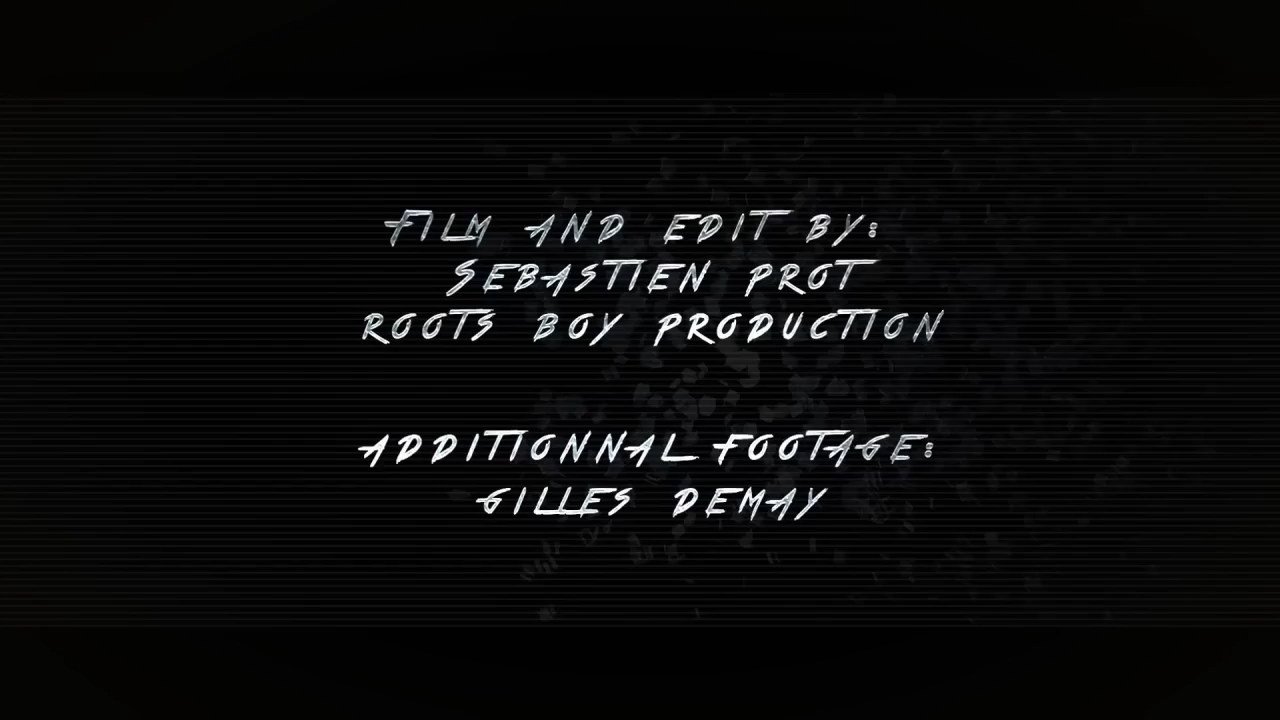 FILM AND EDIT BY:
SEBASTIEN PROT
ROOTS BOY PRODUCTION
ADDITIONNAL FOOTAGE:
GILLES DEMAY